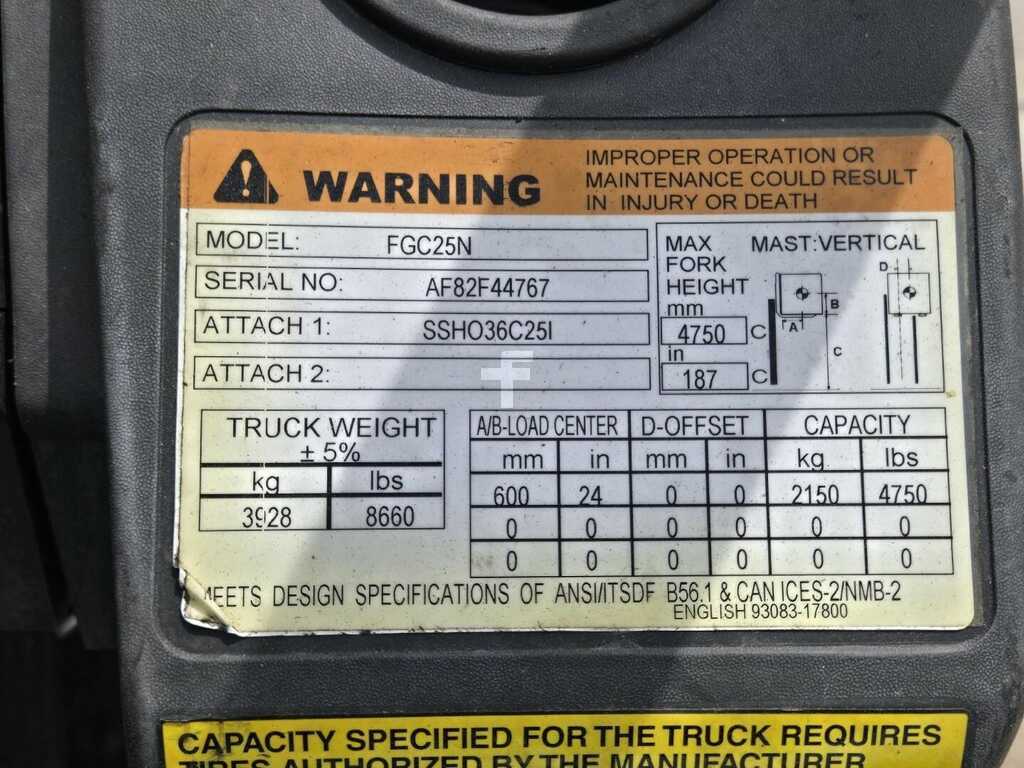 WARNING
IMPROPER OPERATION OR
MAINTENANCE COULD RESULT
IN INJURY OR DEATH
MODEL: FGC25N
SERIAL NO: AF82F44767
ATTACH 1: SSHO36C25I
ATTACH 2:
MAX FORK HEIGHT
MAST:VERTICAL
mm
4750 C
in
187 C
A
B
C
D
TRUCK WEIGHT
± 5%
kg lbs
3928 8660
A/B-LOAD CENTER D-OFFSET CAPACITY
mm in mm in kg lbs
600 24 0 0 2150 4750
0 0 0 0 0 0
0 0 0 0 0 0
MEETS DESIGN SPECIFICATIONS OF ANSI/ITSDF B56.1 & CAN ICES-2/NMB-2
ENGLISH 93083-17800
CAPACITY SPECIFIED FOR THE TRUCK REQUIRES
TIRES AUTHORIZED BY THE MANUFACTURER